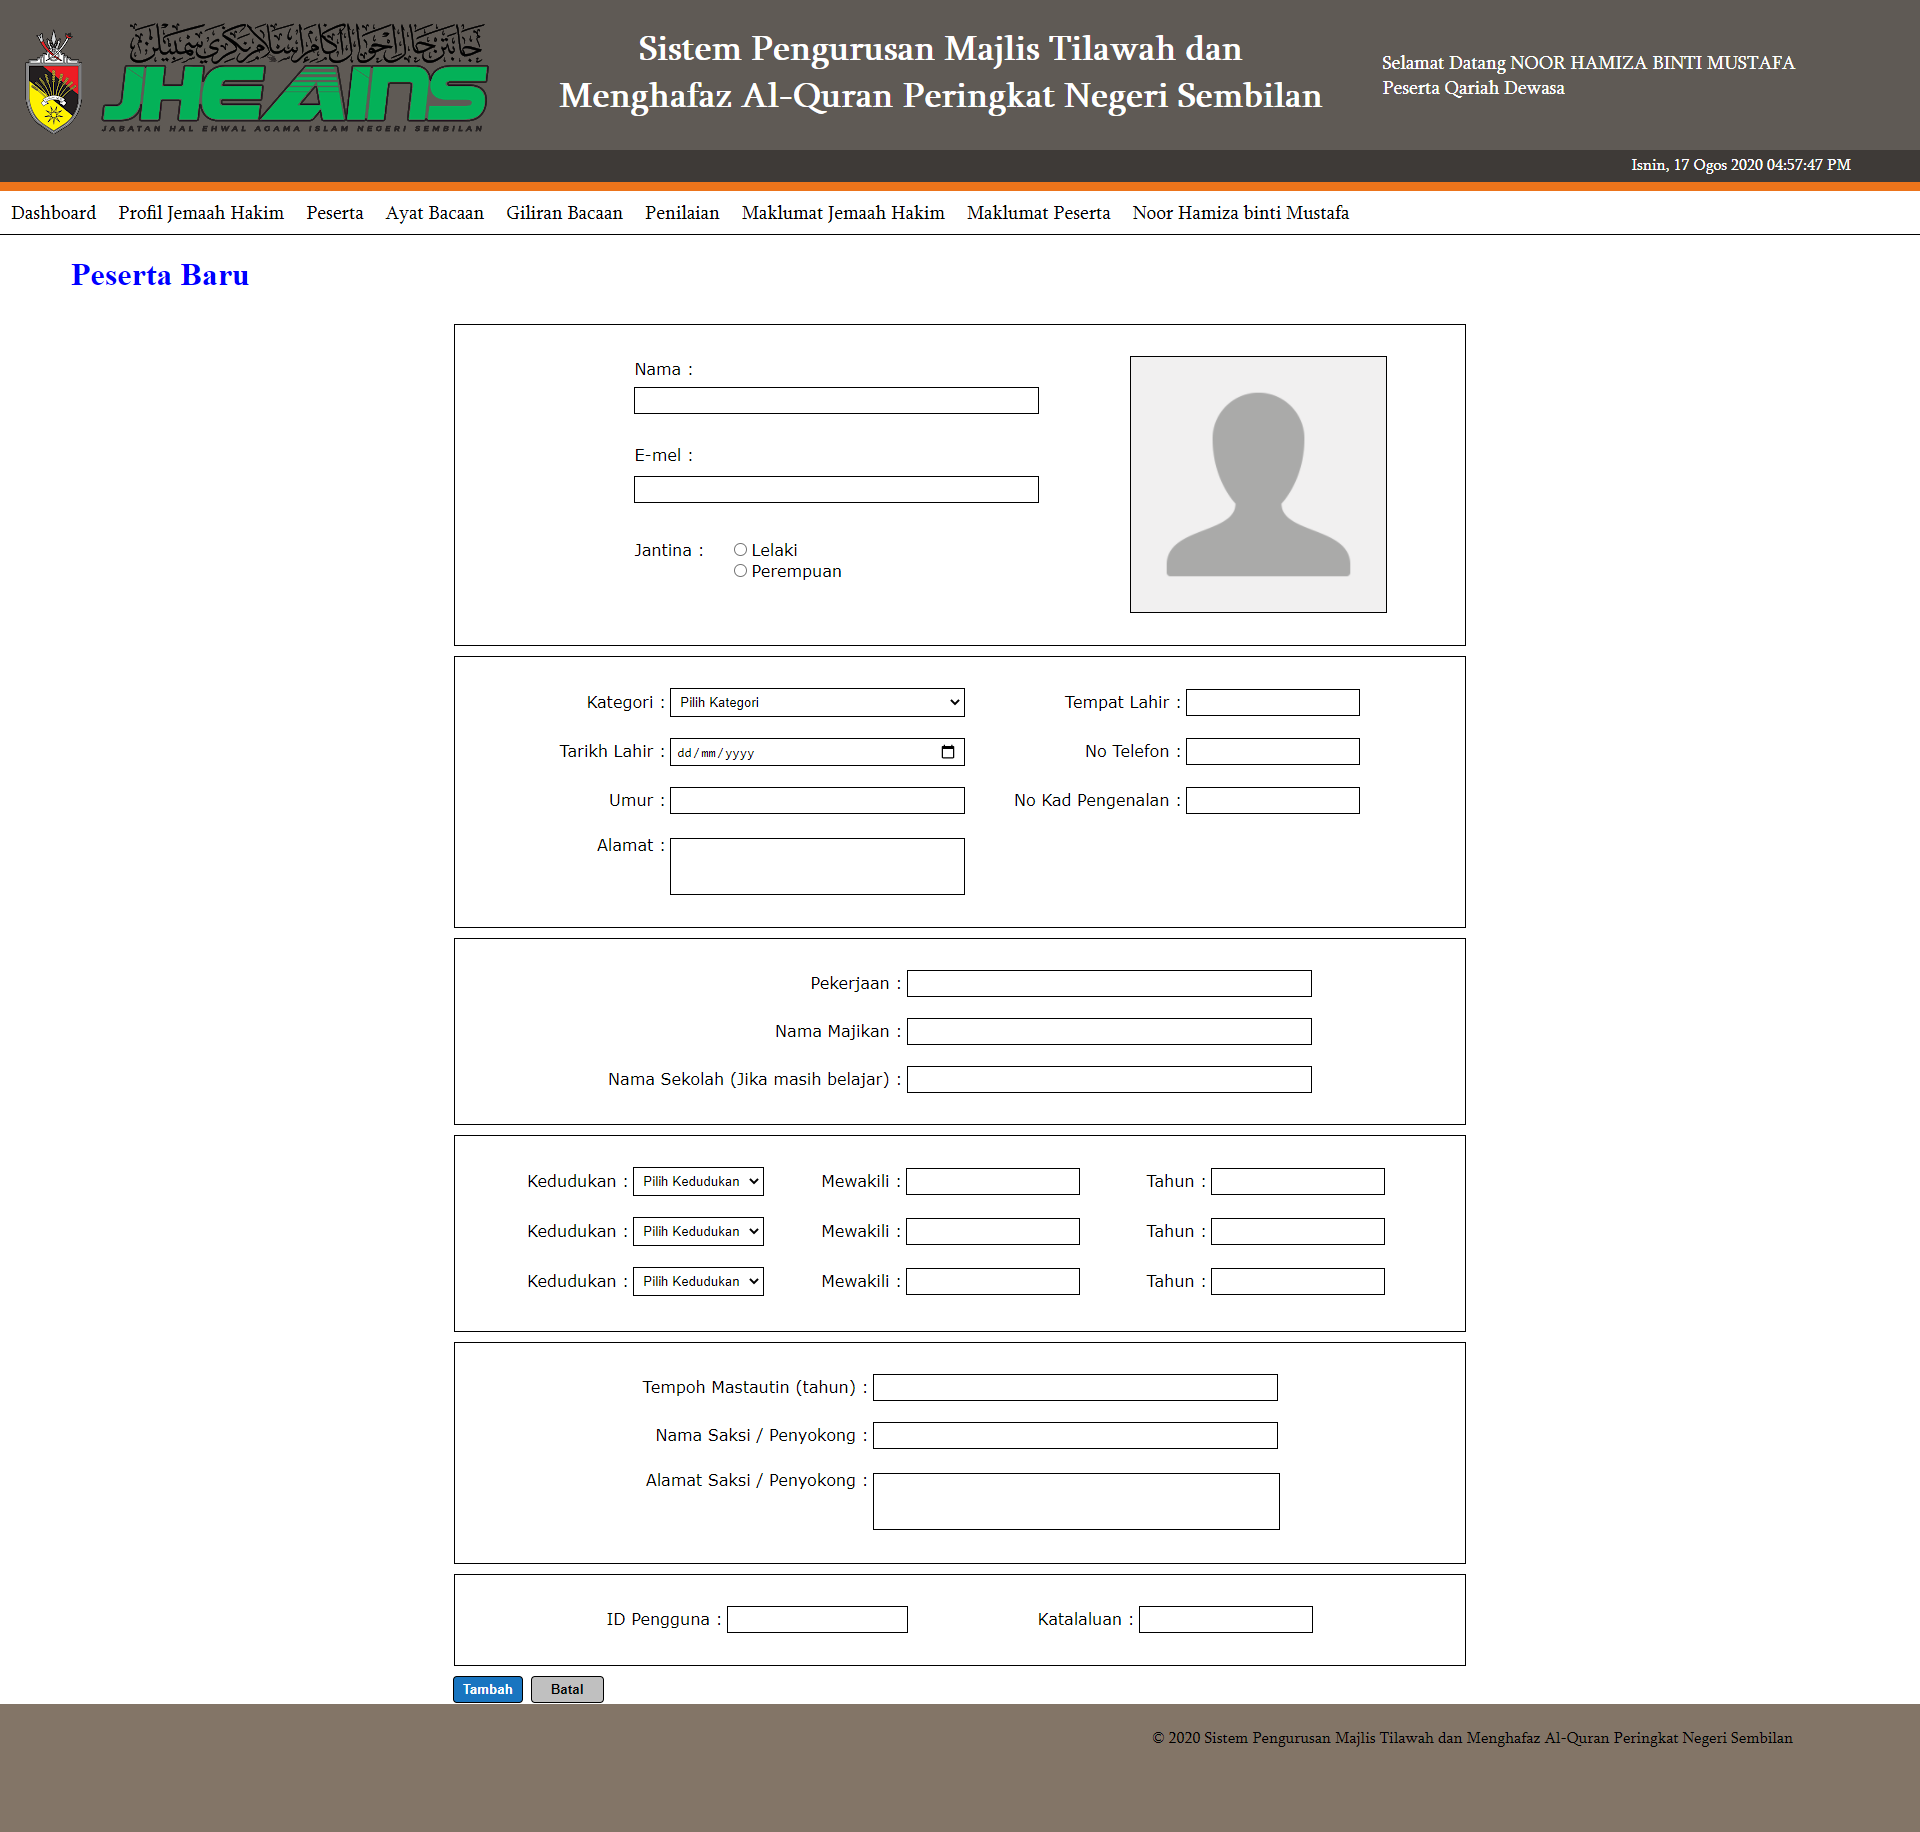 جابتن حال احوال اݢام اسلام نݢري سمبيلن
JHEAINS
JABATAN HAL EHWAL AGAMA ISLAM NEGERI SEMBILAN
Sistem Pengurusan Majlis Tilawah dan
Menghafaz Al-Quran Peringkat Negeri Sembilan
Selamat Datang NOOR HAMIZA BINTI MUSTAFA
Peserta Qariah Dewasa
Isnin, 17 Ogos 2020 04:57:47 PM
Dashboard Profil Jemaah Hakim Peserta Ayat Bacaan Giliran Bacaan Penilaian Maklumat Jemaah Hakim Maklumat Peserta Noor Hamiza binti Mustafa
Peserta Baru
Nama :
E-mel :
Jantina : Lelaki
Perempuan
Kategori : Pilih Kategori Tempat Lahir :
Tarikh Lahir : dd/mm/yyyy No Telefon :
Umur : No Kad Pengenalan :
Alamat :
Pekerjaan :
Nama Majikan :
Nama Sekolah (Jika masih belajar) :
Kedudukan : Pilih Kedudukan Mewakili : Tahun :
Kedudukan : Pilih Kedudukan Mewakili : Tahun :
Kedudukan : Pilih Kedudukan Mewakili : Tahun :
Tempoh Mastautin (tahun) :
Nama Saksi / Penyokong :
Alamat Saksi / Penyokong :
ID Pengguna : Katalaluan :
Tambah Batal
© 2020 Sistem Pengurusan Majlis Tilawah dan Menghafaz Al-Quran Peringkat Negeri Sembilan